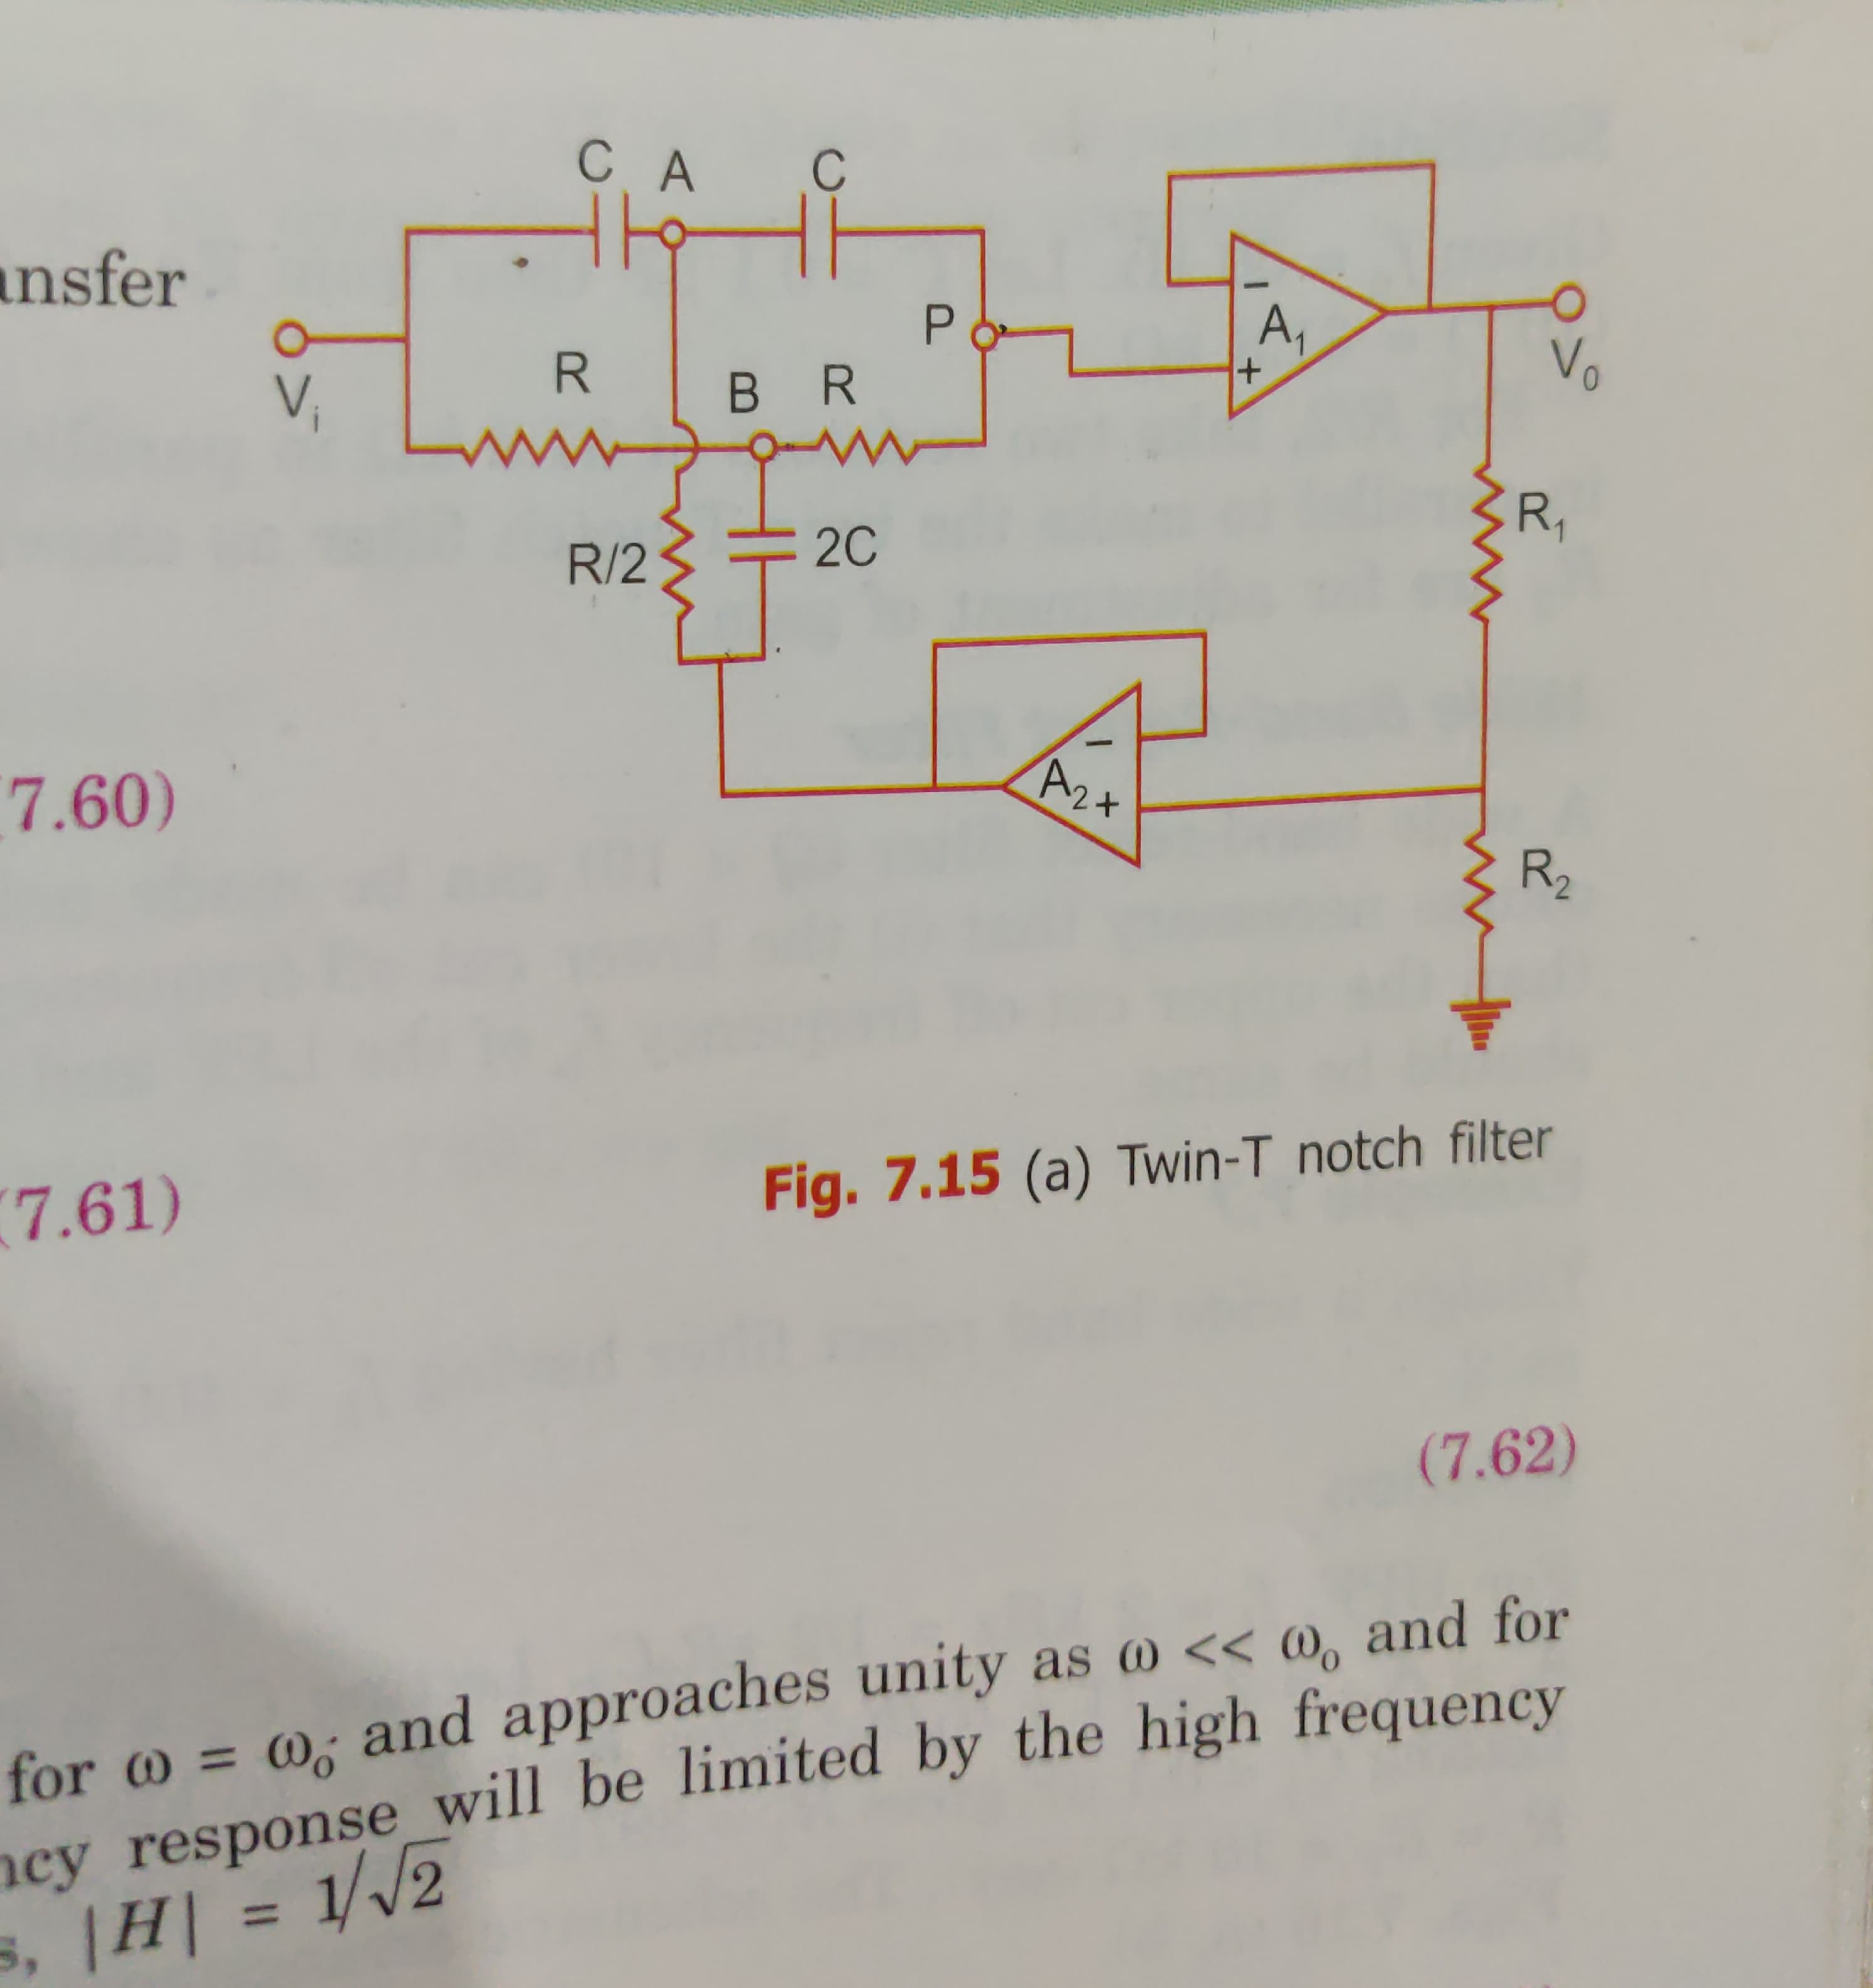 C A C
ansfer
P
- A₁ +
Vᵢ
R
B R
V₀
R/2
2C
R₁
- A₂ +
R₂
(7.60)
Fig. 7.15 (a) Twin-T notch filter
(7.61)
(7.62)
for ω = ω₀ and approaches unity as ω << ω₀ and for
ncy response will be limited by the high frequency
s, |H| = 1/√2